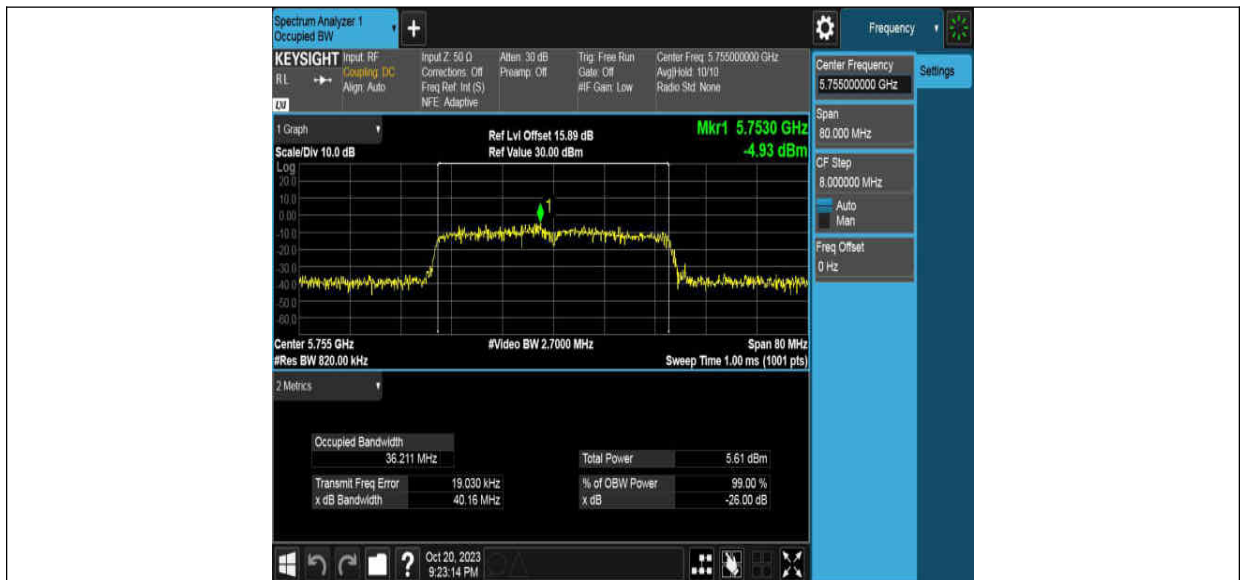 Spectrum Analyzer 1
Occupied BW
+
Frequency
KEYSIGHT
RL
LXI
Input: RF
Coupling: DC
Align: Auto
Input Z: 50 Ω
Corrections: Off
Freq Ref: Int (S)
NFE: Adaptive
Atten: 30 dB
Preamp: Off
Trig: Free Run
Gate: Off
#IF Gain: Low
Center Freq: 5.755000000 GHz
Avg|Hold: 10/10
Radio Std: None
Center Frequency
5.755000000 GHz
Settings
Span
80.000 MHz
CF Step
8.000000 MHz
Auto
Man
Freq Offset
0 Hz
1 Graph
Scale/Div 10.0 dB
Ref Lvl Offset 15.89 dB
Ref Value 30.00 dBm
Mkr1 5.7530 GHz
-4.93 dBm
Log
20.0
10.0
0.00
-10.0
-20.0
-30.0
-40.0
-50.0
-60.0
1
Center 5.755 GHz
#Video BW 2.7000 MHz
Span 80 MHz
#Res BW 820.00 kHz
Sweep Time 1.00 ms (1001 pts)
2 Metrics
Occupied Bandwidth
36.211 MHz
Total Power 5.61 dBm
Transmit Freq Error 19.030 kHz
% of OBW Power 99.00 %
x dB Bandwidth 40.16 MHz
x dB -26.00 dB
?
Oct 20, 2023
9:23:14 PM